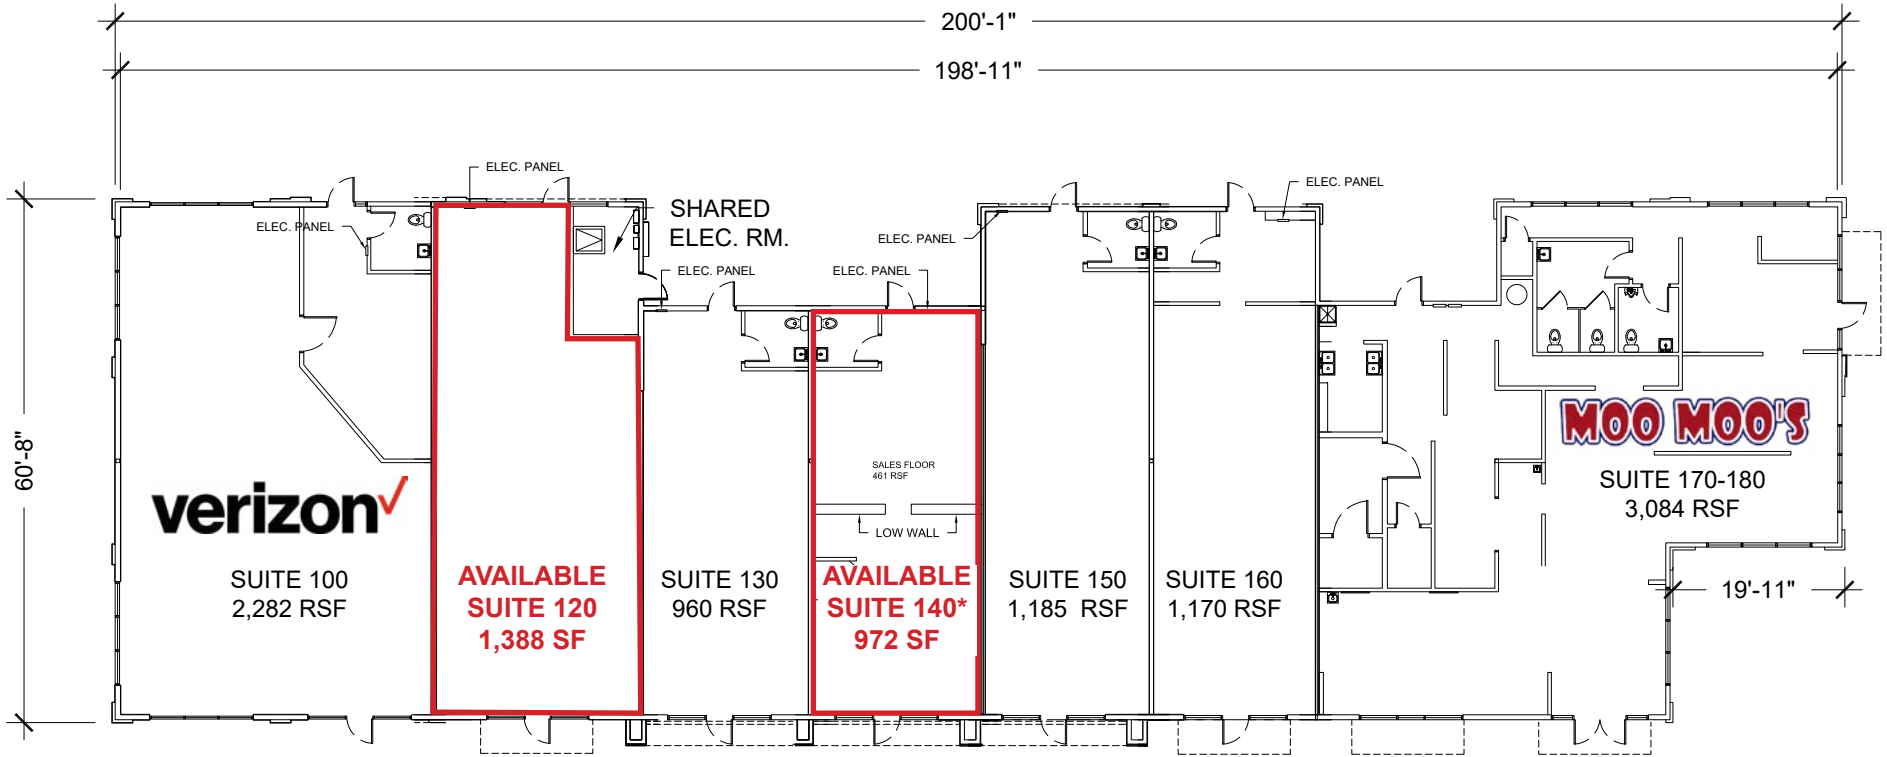 200'-1"
198'-11"
ELEC. PANEL
ELEC. PANEL
SHARED
ELEC. RM.
ELEC. PANEL
ELEC. PANEL
ELEC. PANEL
ELEC. PANEL
60'-8"
verizon
SUITE 100
2,282 RSF
AVAILABLE
SUITE 120
1,388 SF
SUITE 130
960 RSF
SALES FLOOR
461 RSF
LOW WALL
AVAILABLE
SUITE 140*
972 SF
SUITE 150
1,185 RSF
SUITE 160
1,170 RSF
MOO MOO'S
SUITE 170-180
3,084 RSF
19'-11"